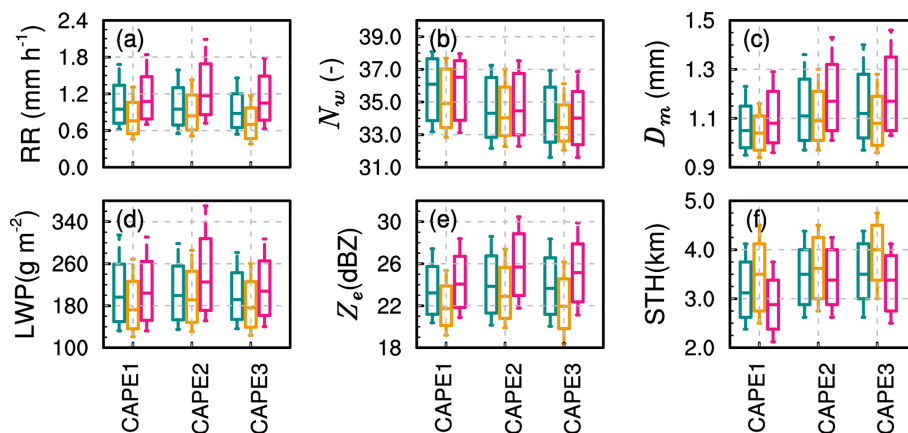 (a)
RR (mm h⁻¹)
2.4
1.8
1.2
0.6
0.0
(b)
N_w (-)
39.0
37.0
35.0
33.0
31.0
(c)
D_m (mm)
1.5
1.3
1.1
0.9
(d)
LWP(g m⁻²)
340
260
180
100
CAPE1
CAPE2
CAPE3
(e)
Z_e(dBZ)
30
26
22
18
CAPE1
CAPE2
CAPE3
(f)
STH(km)
5.0
4.0
3.0
2.0
CAPE1
CAPE2
CAPE3